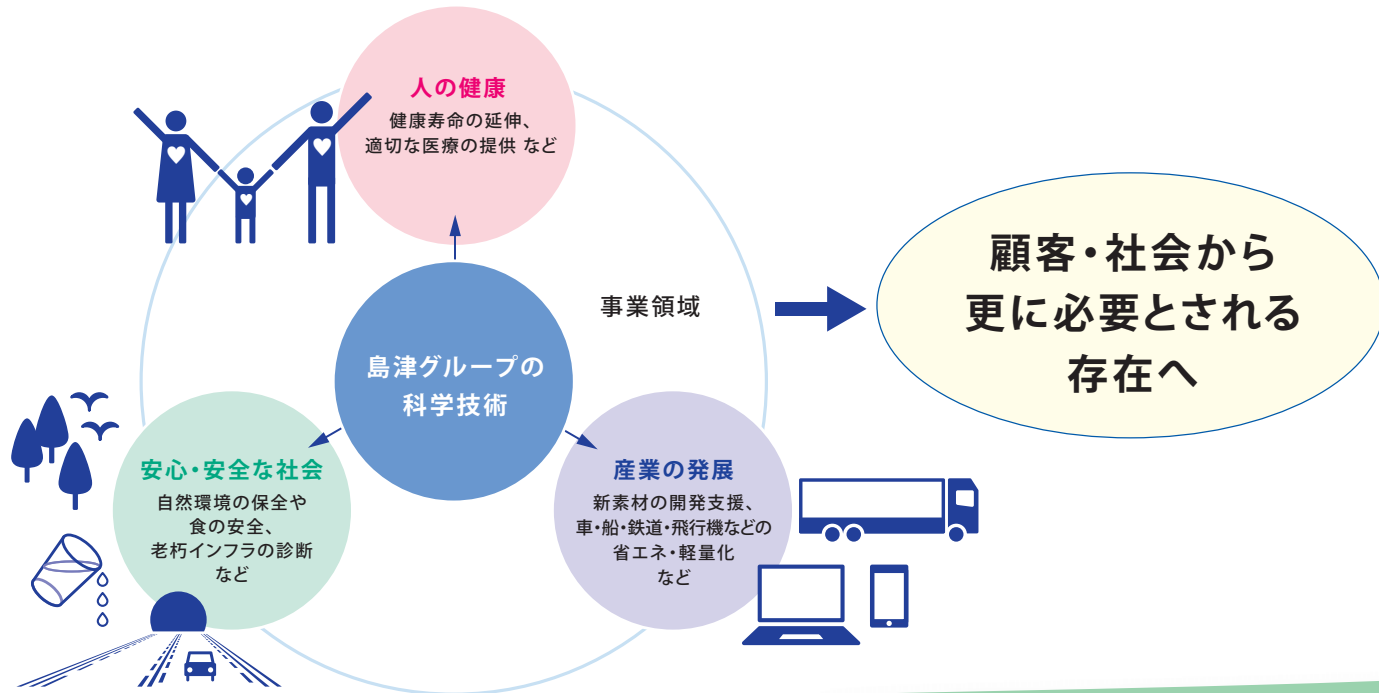 人の健康
健康寿命の延伸、
適切な医療の提供 など
事業領域
島津グループの
科学技術
安心・安全な社会
自然環境の保全や
食の安全、
老朽インフラの診断
など
産業の発展
新素材の開発支援、
車・船・鉄道・飛行機などの
省エネ・軽量化
など
顧客・社会から
更に必要とされる
存在へ